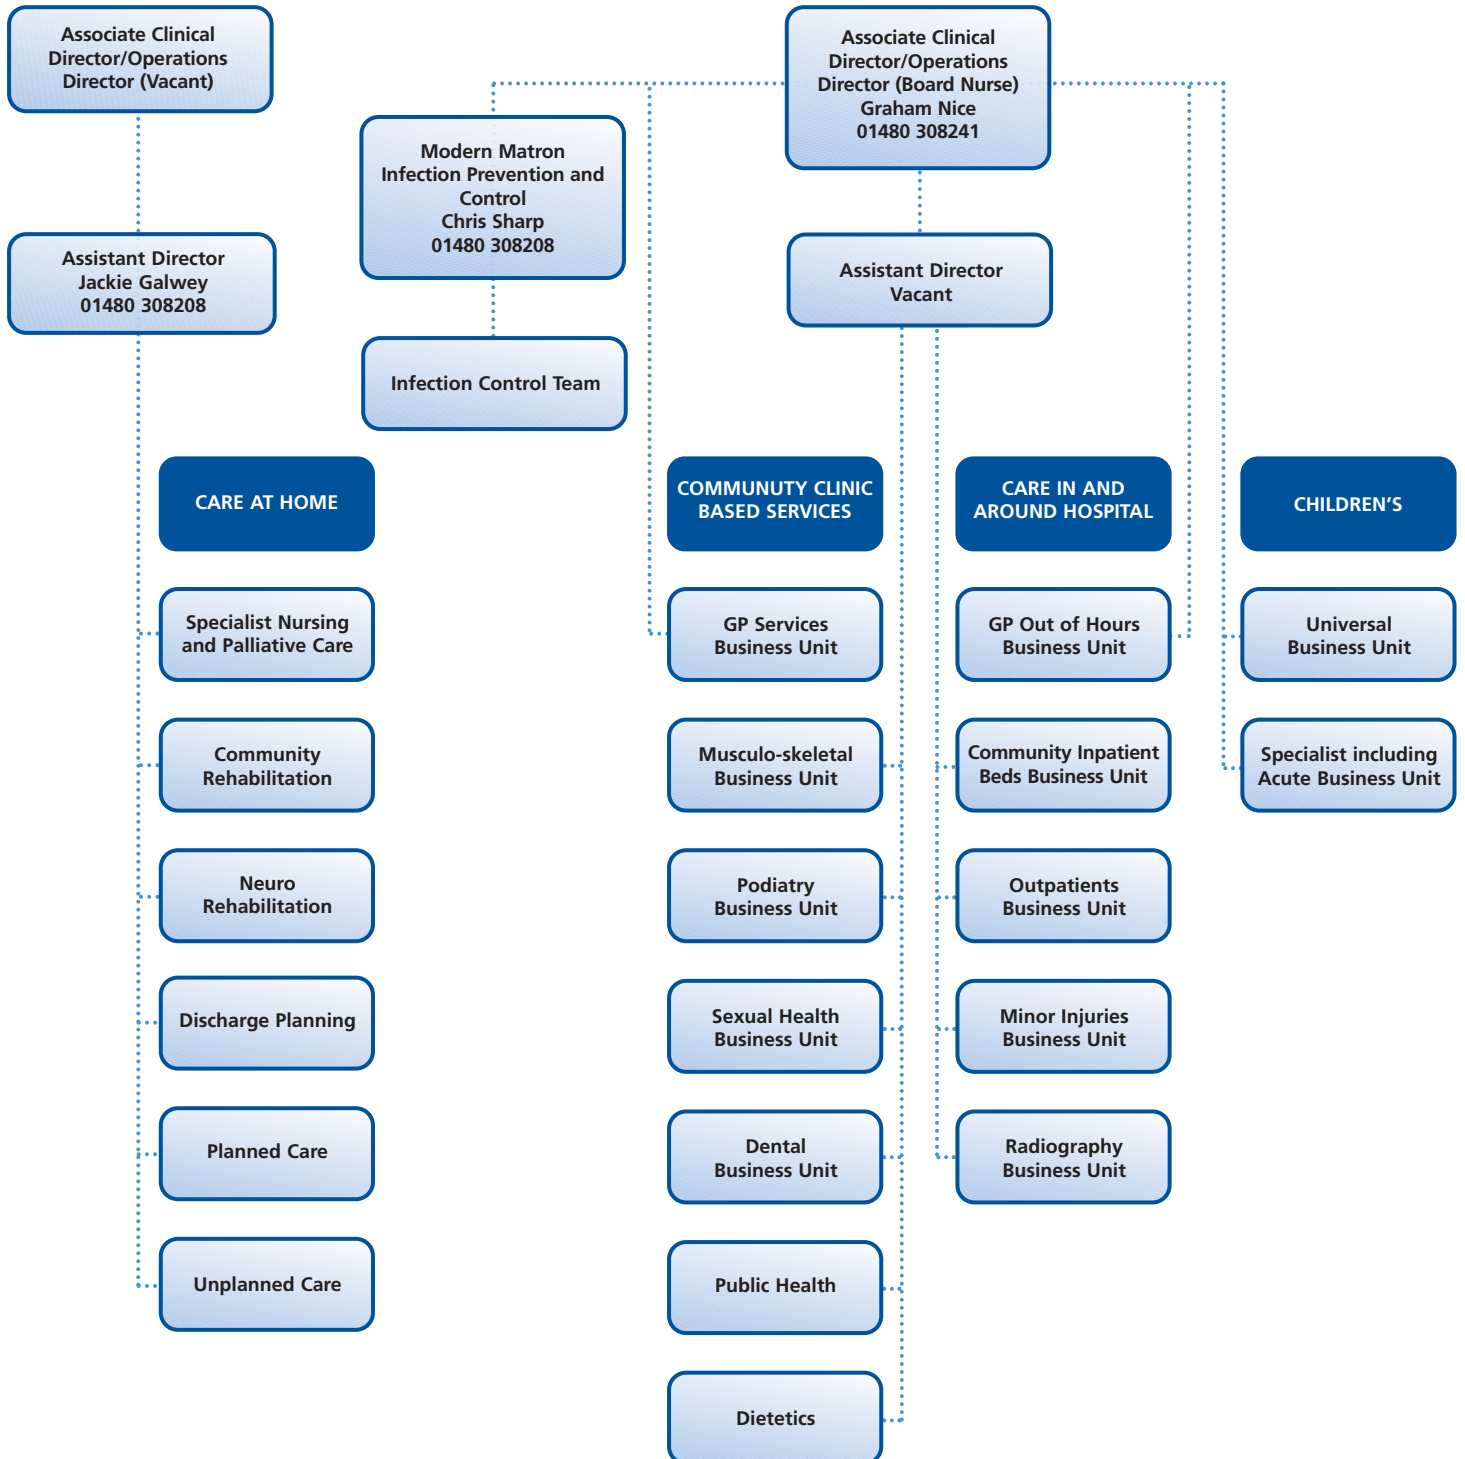 Associate Clinical
Director/Operations
Director (Vacant)
Associate Clinical
Director/Operations
Director (Board Nurse)
Graham Nice
01480 308241
Modern Matron
Infection Prevention and
Control
Chris Sharp
01480 308208
Assistant Director
Jackie Galwey
01480 308208
Assistant Director
Vacant
Infection Control Team
CARE AT HOME
Specialist Nursing
and Palliative Care
Community
Rehabilitation
Neuro
Rehabilitation
Discharge Planning
Planned Care
Unplanned Care
COMMUNUTY CLINIC
BASED SERVICES
GP Services
Business Unit
Musculo-skeletal
Business Unit
Podiatry
Business Unit
Sexual Health
Business Unit
Dental
Business Unit
Public Health
Dietetics
CARE IN AND
AROUND HOSPITAL
GP Out of Hours
Business Unit
Community Inpatient
Beds Business Unit
Outpatients
Business Unit
Minor Injuries
Business Unit
Radiography
Business Unit
CHILDREN'S
Universal
Business Unit
Specialist including
Acute Business Unit